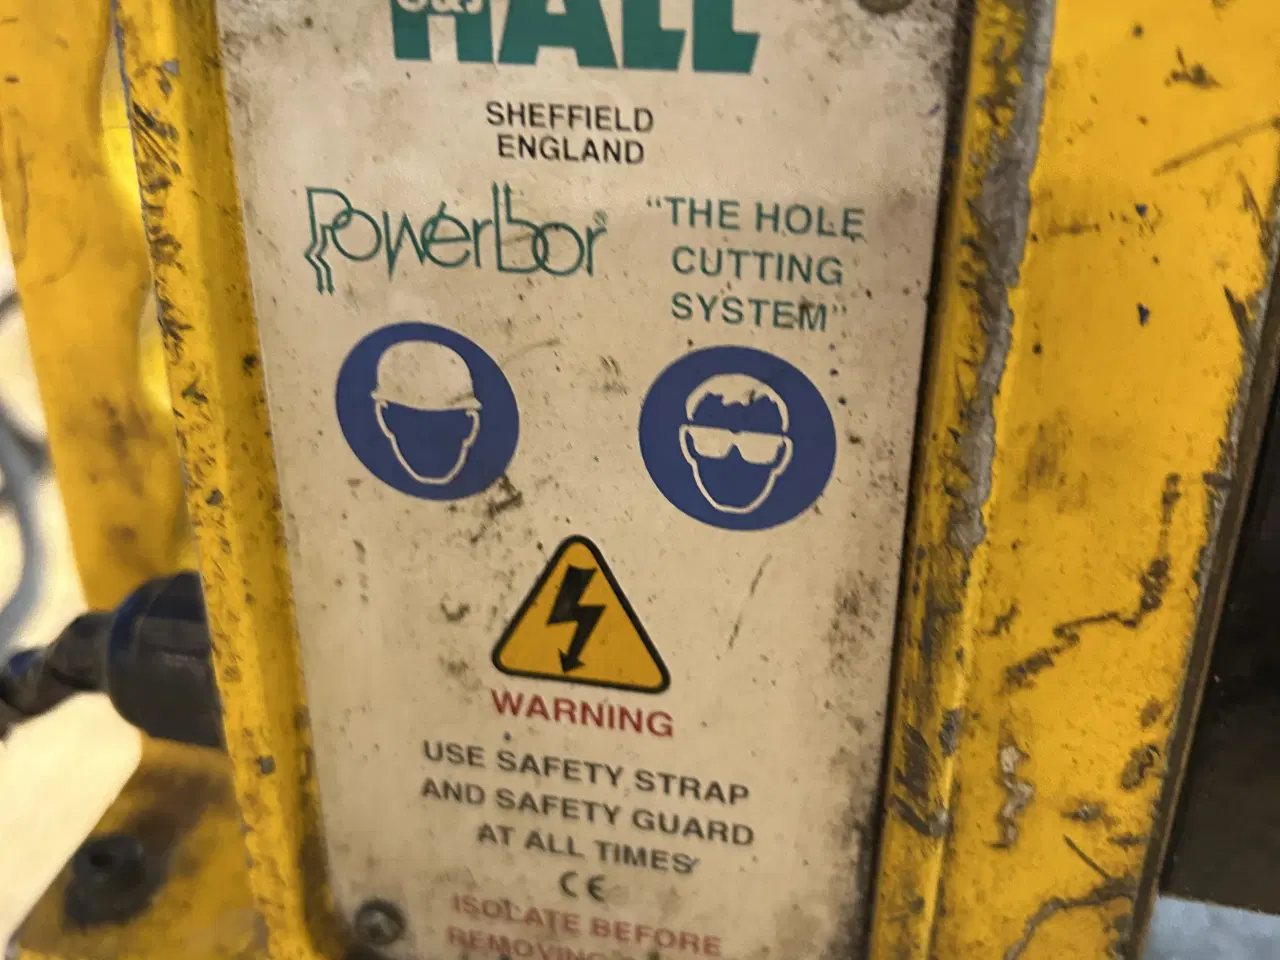 HALL
SHEFFIELD
ENGLAND
Powerbor®
“THE HOLE
CUTTING
SYSTEM”
WARNING
USE SAFETY STRAP
AND SAFETY GUARD
AT ALL TIMES
CE
ISOLATE BEFORE
REMOVING